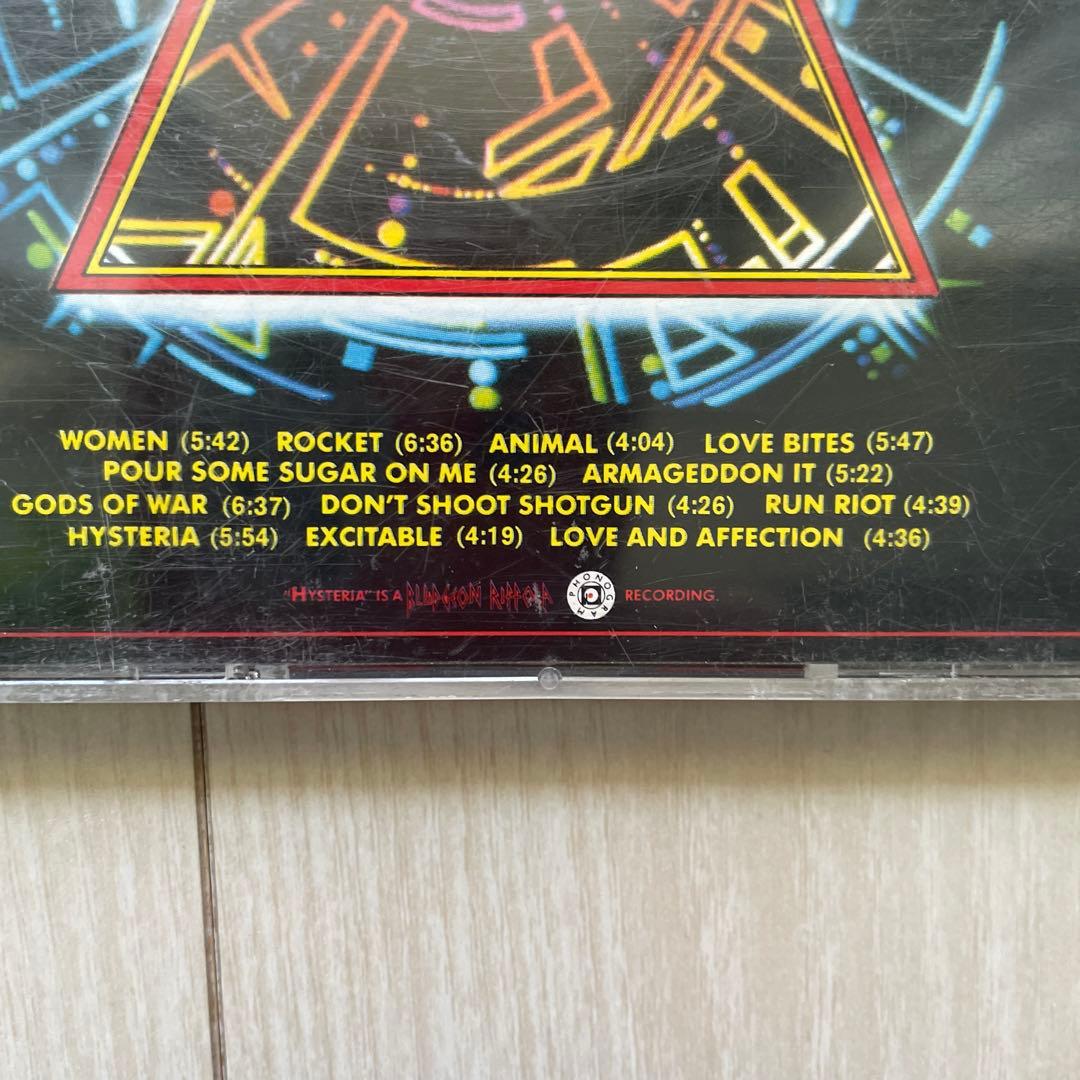 WOMEN (5:42) ROCKET (6:36) ANIMAL (4:04) LOVE BITES (5:47)
POUR SOME SUGAR ON ME (4:26) ARMAGEDDON IT (5:22)
GODS OF WAR (6:37) DON'T SHOOT SHOTGUN (4:26) RUN RIOT (4:39)
HYSTERIA (5:54) EXCITABLE (4:19) LOVE AND AFFECTION (4:36)
"HYSTERIA" IS A BLUDGEON RIFFOLA PHONOGRAM RECORDING.